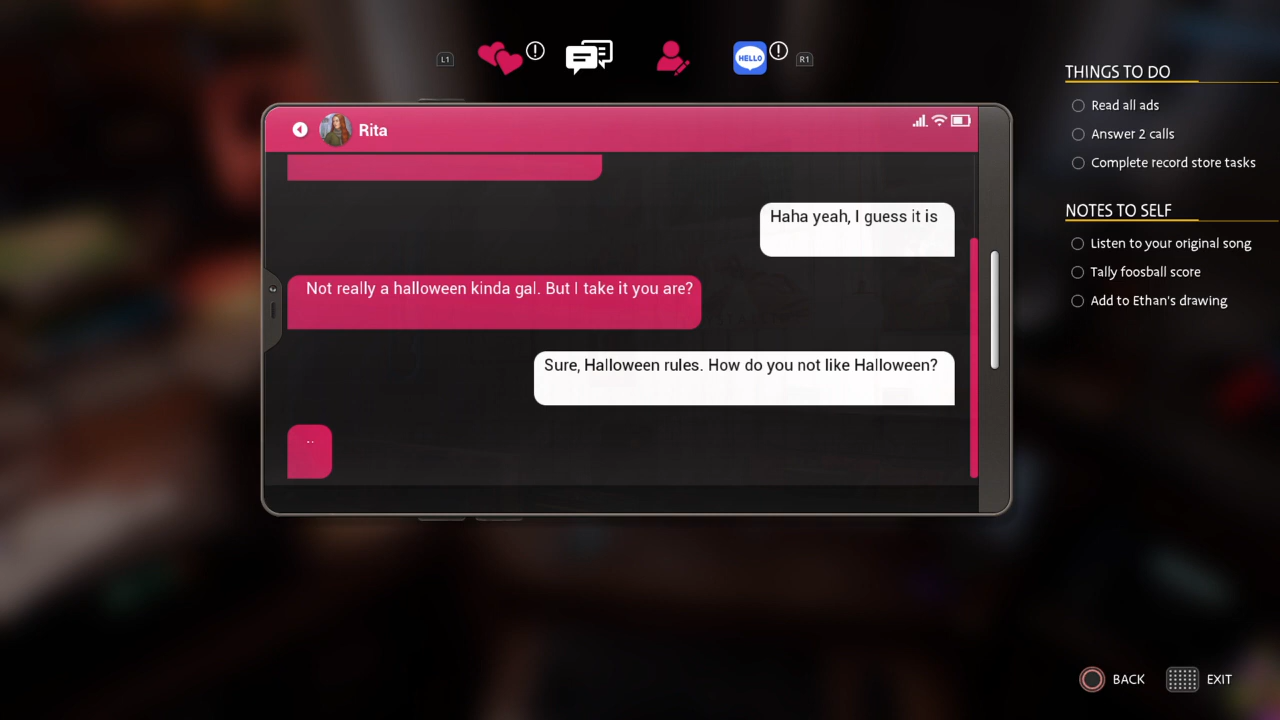 L1
HELLO
R1
Rita
Haha yeah, I guess it is
Not really a halloween kinda gal. But I take it you are?
Sure, Halloween rules. How do you not like Halloween?
..
THINGS TO DO
Read all ads
Answer 2 calls
Complete record store tasks
NOTES TO SELF
Listen to your original song
Tally foosball score
Add to Ethan's drawing
BACK
EXIT